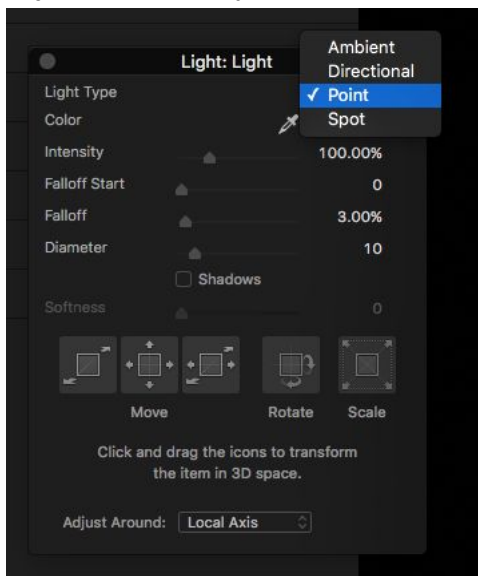 Light: Light
Ambient
Directional
✓ Point
Spot
Light Type
Color
Intensity 100.00%
Falloff Start 0
Falloff 3.00%
Diameter 10
Shadows
Softness 0
Move Rotate Scale
Click and drag the icons to transform
the item in 3D space.
Adjust Around: Local Axis